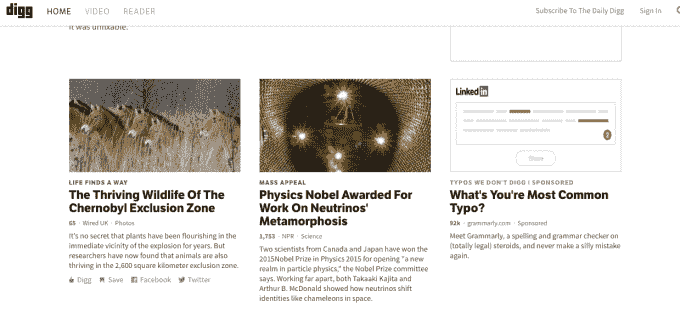 digg HOME VIDEO READER Subscribe To The Daily Digg Sign In
it was unfixable.
LinkedIn
2
Share
LIFE FINDS A WAY
The Thriving Wildlife Of The
Chernobyl Exclusion Zone
65 · Wired UK · Photos
It's no secret that plants have been flourishing in the
immediate vicinity of the explosion for years. But
researchers have now found that animals are also
thriving in the 2,600 square kilometer exclusion zone.
Digg Save Facebook Twitter
MASS APPEAL
Physics Nobel Awarded For
Work On Neutrinos'
Metamorphosis
1,753 · NPR · Science
Two scientists from Canada and Japan have won the
2015Nobel Prize in Physics 2015 for opening "a new
realm in particle physics," the Nobel Prize committee
says. Working far apart, both Takaaki Kajita and
Arthur B. McDonald showed how neutrinos shift
identities like chameleons in space.
TYPOS WE DON'T DIGG | SPONSORED
What's You're Most Common
Typo?
92k · grammarly.com · Sponsored
Meet Grammarly, a spelling and grammar checker on
(totally legal) steroids, and never make a silly mistake
again.